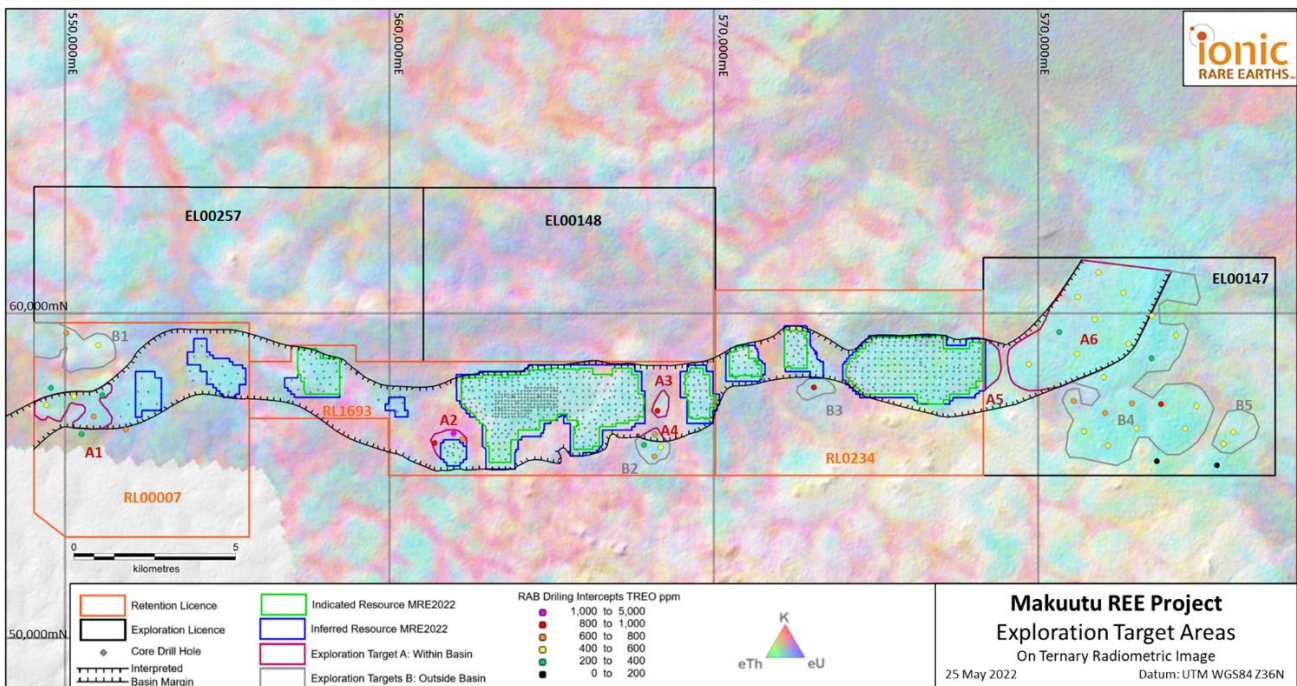 550,000mE
560,000mE
570,000mE
570,000mE
ionic
RARE EARTHS
EL00257
EL00148
EL00147
60,000mN
B1
A6
A3
A2
A4
A5
B3
B4
B5
RL1693
A1
B2
RL0234
RL00007
0 5
kilometres
50,000mN
Retention Licence
Exploration Licence
Core Drill Hole
Interpreted
Basin Margin
Indicated Resource MRE2022
Inferred Resource MRE2022
Exploration Target A: Within Basin
Exploration Targets B: Outside Basin
RAB Driling Intercepts TREO ppm
1,000 to 5,000
800 to 1,000
600 to 800
400 to 600
200 to 400
0 to 200
K
eTh eU
Makuutu REE Project
Exploration Target Areas
On Ternary Radiometric Image
25 May 2022 Datum: UTM WGS84 Z36N